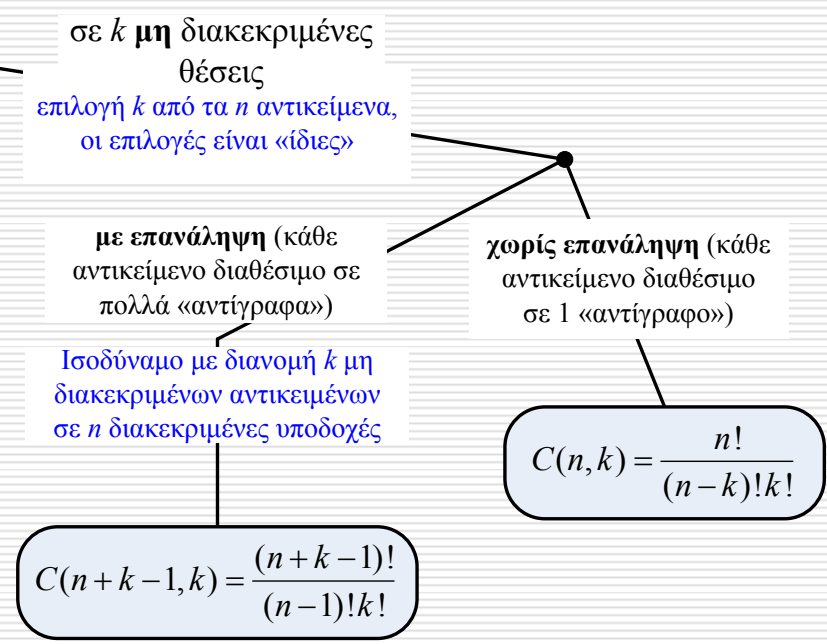 σε k μη διακεκριμένες
θέσεις
επιλογή k από τα n αντικείμενα,
οι επιλογές είναι «ίδιες»
με επανάληψη (κάθε
αντικείμενο διαθέσιμο σε
πολλά «αντίγραφα»)
Ισοδύναμο με διανομή k μη
διακεκριμένων αντικειμένων
σε n διακεκριμένες υποδοχές
C(n+k−1,k) = (n+k−1)! / (n−1)!k!
χωρίς επανάληψη (κάθε
αντικείμενο διαθέσιμο
σε 1 «αντίγραφο»)
C(n,k) = n! / (n−k)!k!